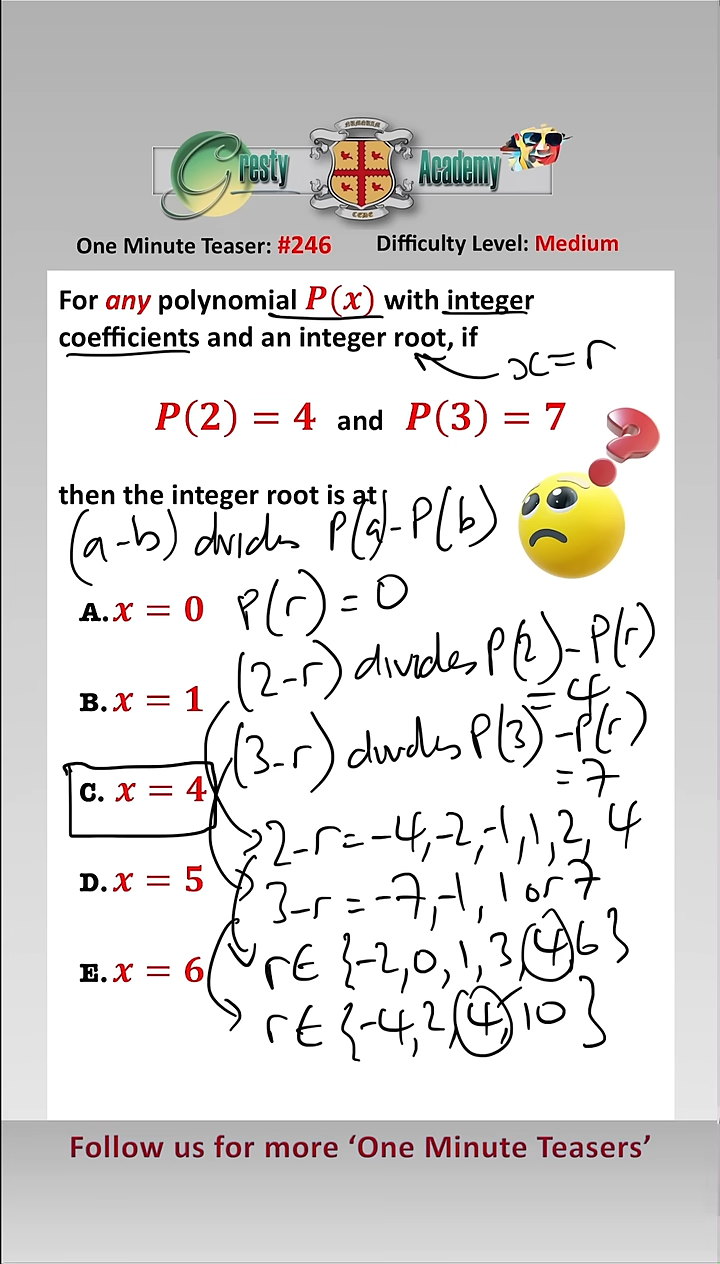 NUMORUM
Gresty Academy
CEDE
One Minute Teaser: #246 Difficulty Level: Medium
For any polynomial P(x) with integer
coefficients and an integer root, if
x=r
P(2) = 4 and P(3) = 7
?
then the integer root is at
(a-b) divides P(a)-P(b)
A. x = 0 P(r)=0
(2-r) divides P(2)-P(r)
=4
B. x = 1
(3-r) divides P(3)-P(r)
=7
C. x = 4
2-r=-4,-2,-1,1,2,4
D. x = 5
3-r=-7,-1,1 or 7
r∈{-2,0,1,3,4,6}
E. x = 6
r∈{-4,2,4,10}
Follow us for more ‘One Minute Teasers’